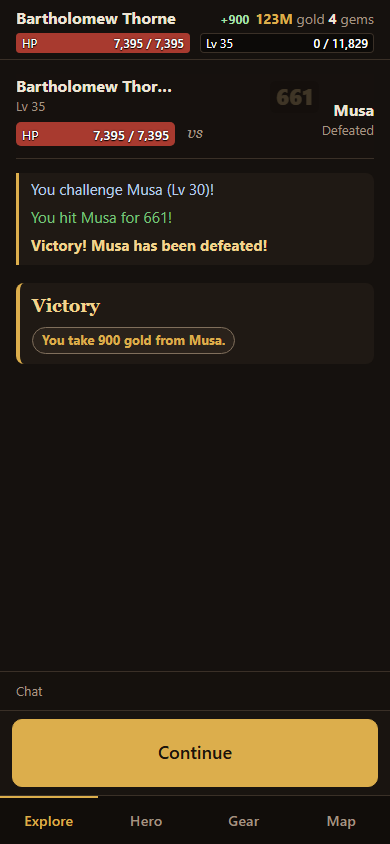 Bartholomew Thorne
+900 123M gold 4 gems
HP 7,395 / 7,395
Lv 35 0 / 11,829
Bartholomew Thor...
Lv 35
HP 7,395 / 7,395
vs
661
Musa
Defeated
You challenge Musa (Lv 30)!
You hit Musa for 661!
Victory! Musa has been defeated!
Victory
You take 900 gold from Musa.
Chat
Continue
Explore Hero Gear Map